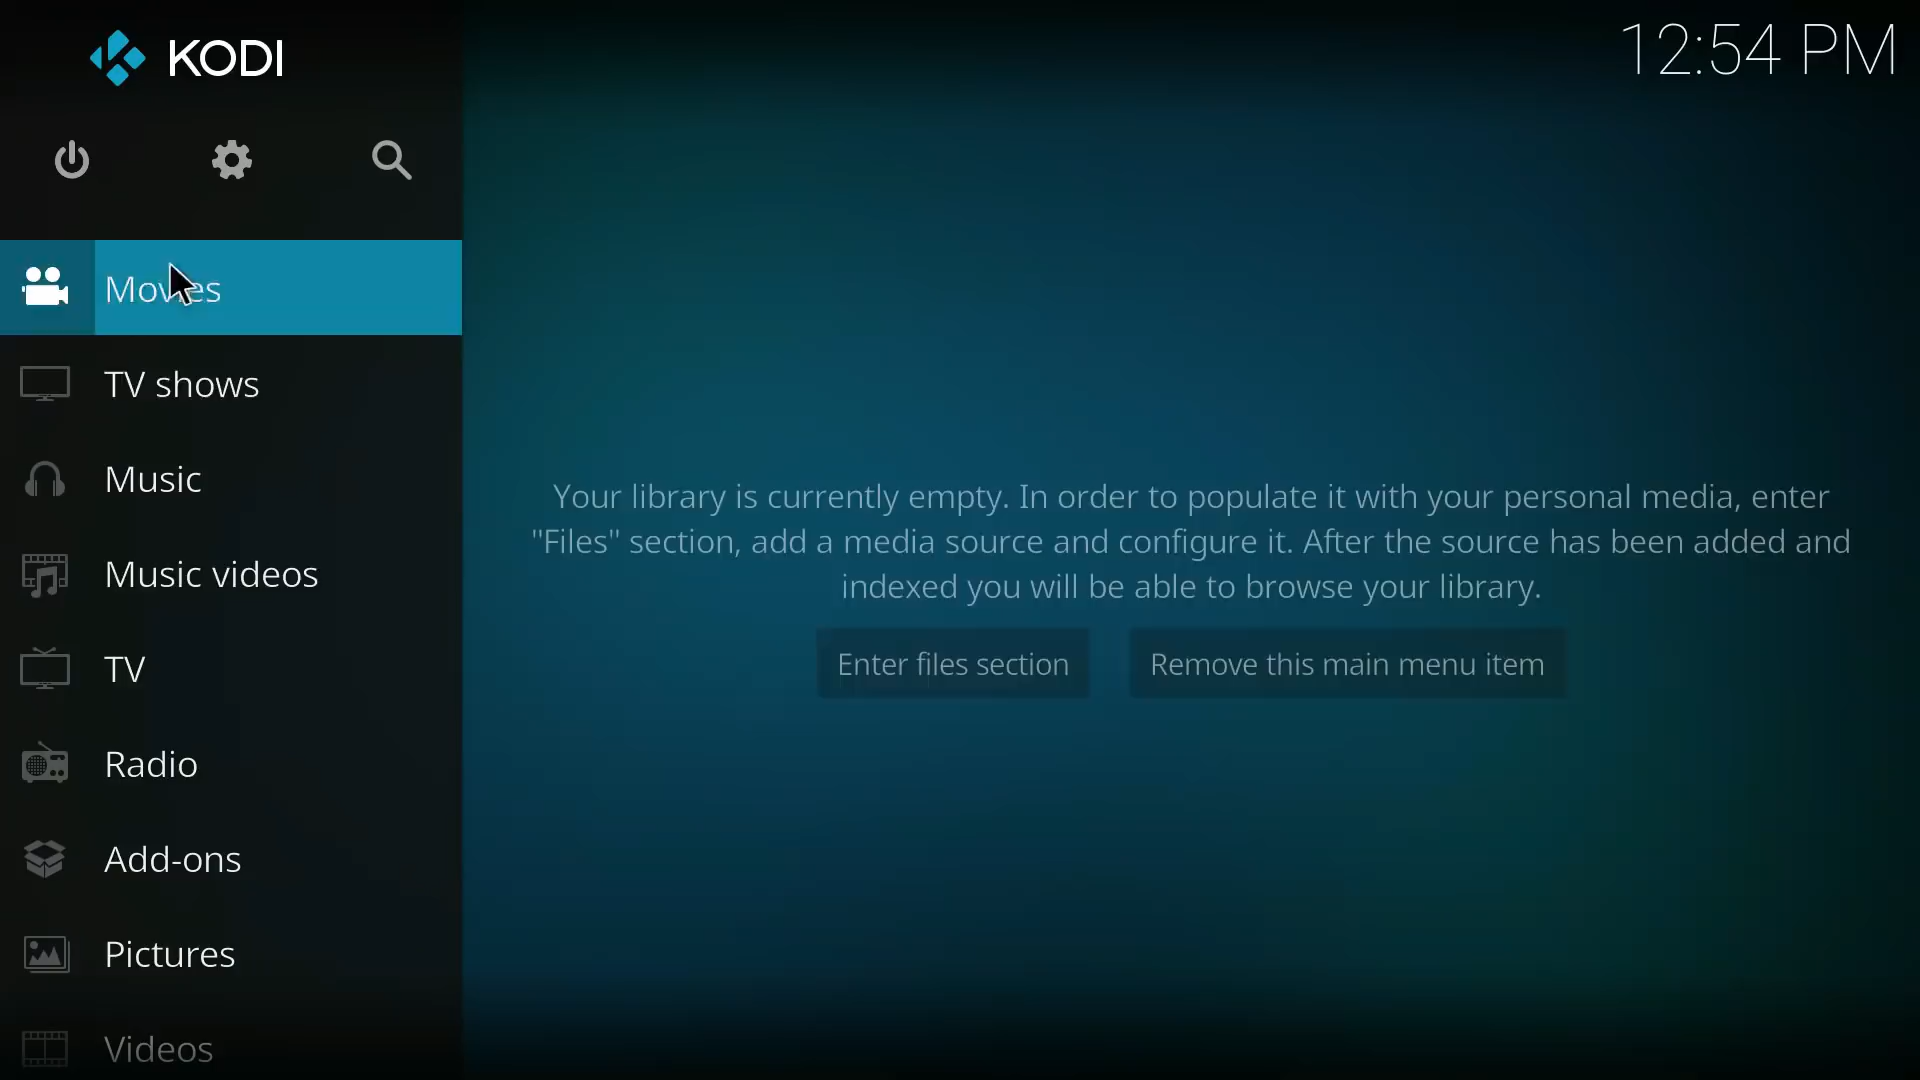 KODI
12:54 PM
Movies
TV shows
Music
Music videos
TV
Radio
Add-ons
Pictures
Videos
Your library is currently empty. In order to populate it with your personal media, enter
"Files" section, add a media source and configure it. After the source has been added and
indexed you will be able to browse your library.
Enter files section
Remove this main menu item